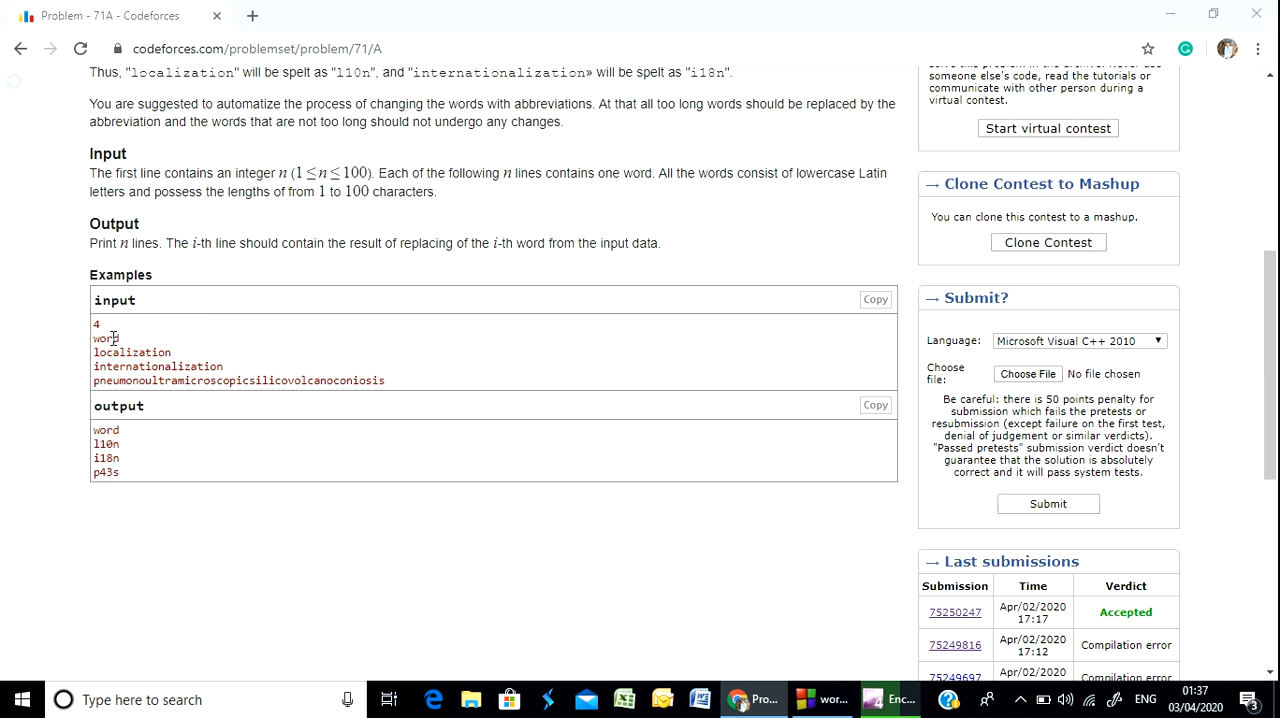 Problem - 71A - Codeforces
codeforces.com/problemset/problem/71/A
Thus, "localization" will be spelt as "l10n", and "internationalization» will be spelt as "i18n".
You are suggested to automatize the process of changing the words with abbreviations. At that all too long words should be replaced by the
abbreviation and the words that are not too long should not undergo any changes.
Input
The first line contains an integer n (1 ≤ n ≤ 100). Each of the following n lines contains one word. All the words consist of lowercase Latin
letters and possess the lengths of from 1 to 100 characters.
Output
Print n lines. The i-th line should contain the result of replacing of the i-th word from the input data.
Examples
input
Copy
4
word
localization
internationalization
pneumonoultramicroscopicsilicovolcanoconiosis
output
Copy
word
l10n
i18n
p43s
someone else's code, read the tutorials or
communicate with other person during a
virtual contest.
Start virtual contest
→ Clone Contest to Mashup
You can clone this contest to a mashup.
Clone Contest
→ Submit?
Language: Microsoft Visual C++ 2010
Choose
file:
Choose File No file chosen
Be careful: there is 50 points penalty for
submission which fails the pretests or
resubmission (except failure on the first test,
denial of judgement or similar verdicts).
"Passed pretests" submission verdict doesn't
guarantee that the solution is absolutely
correct and it will pass system tests.
Submit
→ Last submissions
Submission Time Verdict
75250247 Apr/02/2020 17:17 Accepted
75249816 Apr/02/2020 17:12 Compilation error
75249697 Apr/02/2020 Compilation error
Type here to search
Pro...
wor...
Enc...
ENG
01:37
03/04/2020
3